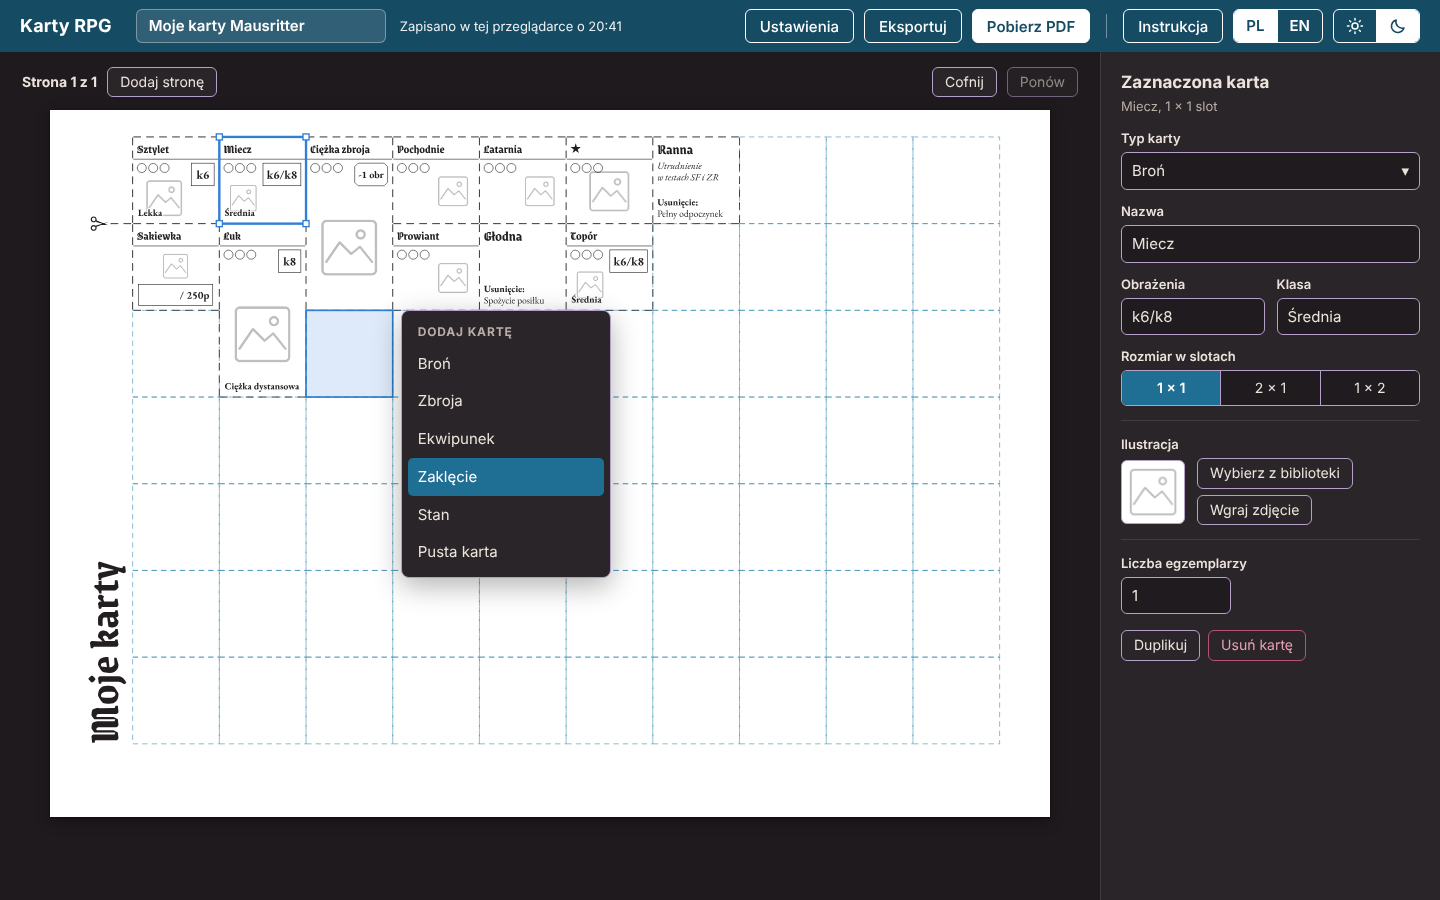 Karty RPG
Moje karty Mausritter
Zapisano w tej przeglądarce o 20:41
Ustawienia
Eksportuj
Pobierz PDF
Instrukcja
PL
EN
Strona 1 z 1
Dodaj stronę
Cofnij
Ponów
Sztylet
k6
Lekka
Miecz
k6/k8
Średnia
Ciężka zbroja
-1 obr
Pochodnie
Latarnia
★
Ranna
Utrudnienie
w testach SF i ZR
Usunięcie:
Pełny odpoczynek
Sakiewka
/ 250p
Łuk
k8
Ciężka dystansowa
Prowiant
Głodna
Usunięcie:
Spożycie posiłku
Topór
k6/k8
Średnia
DODAJ KARTĘ
Broń
Zbroja
Ekwipunek
Zaklęcie
Stan
Pusta karta
Moje karty
Zaznaczona karta
Miecz, 1 × 1 slot
Typ karty
Broń
Nazwa
Miecz
Obrażenia
Klasa
k6/k8
Średnia
Rozmiar w slotach
1 × 1
2 × 1
1 × 2
Ilustracja
Wybierz z biblioteki
Wgraj zdjęcie
Liczba egzemplarzy
1
Duplikuj
Usuń kartę